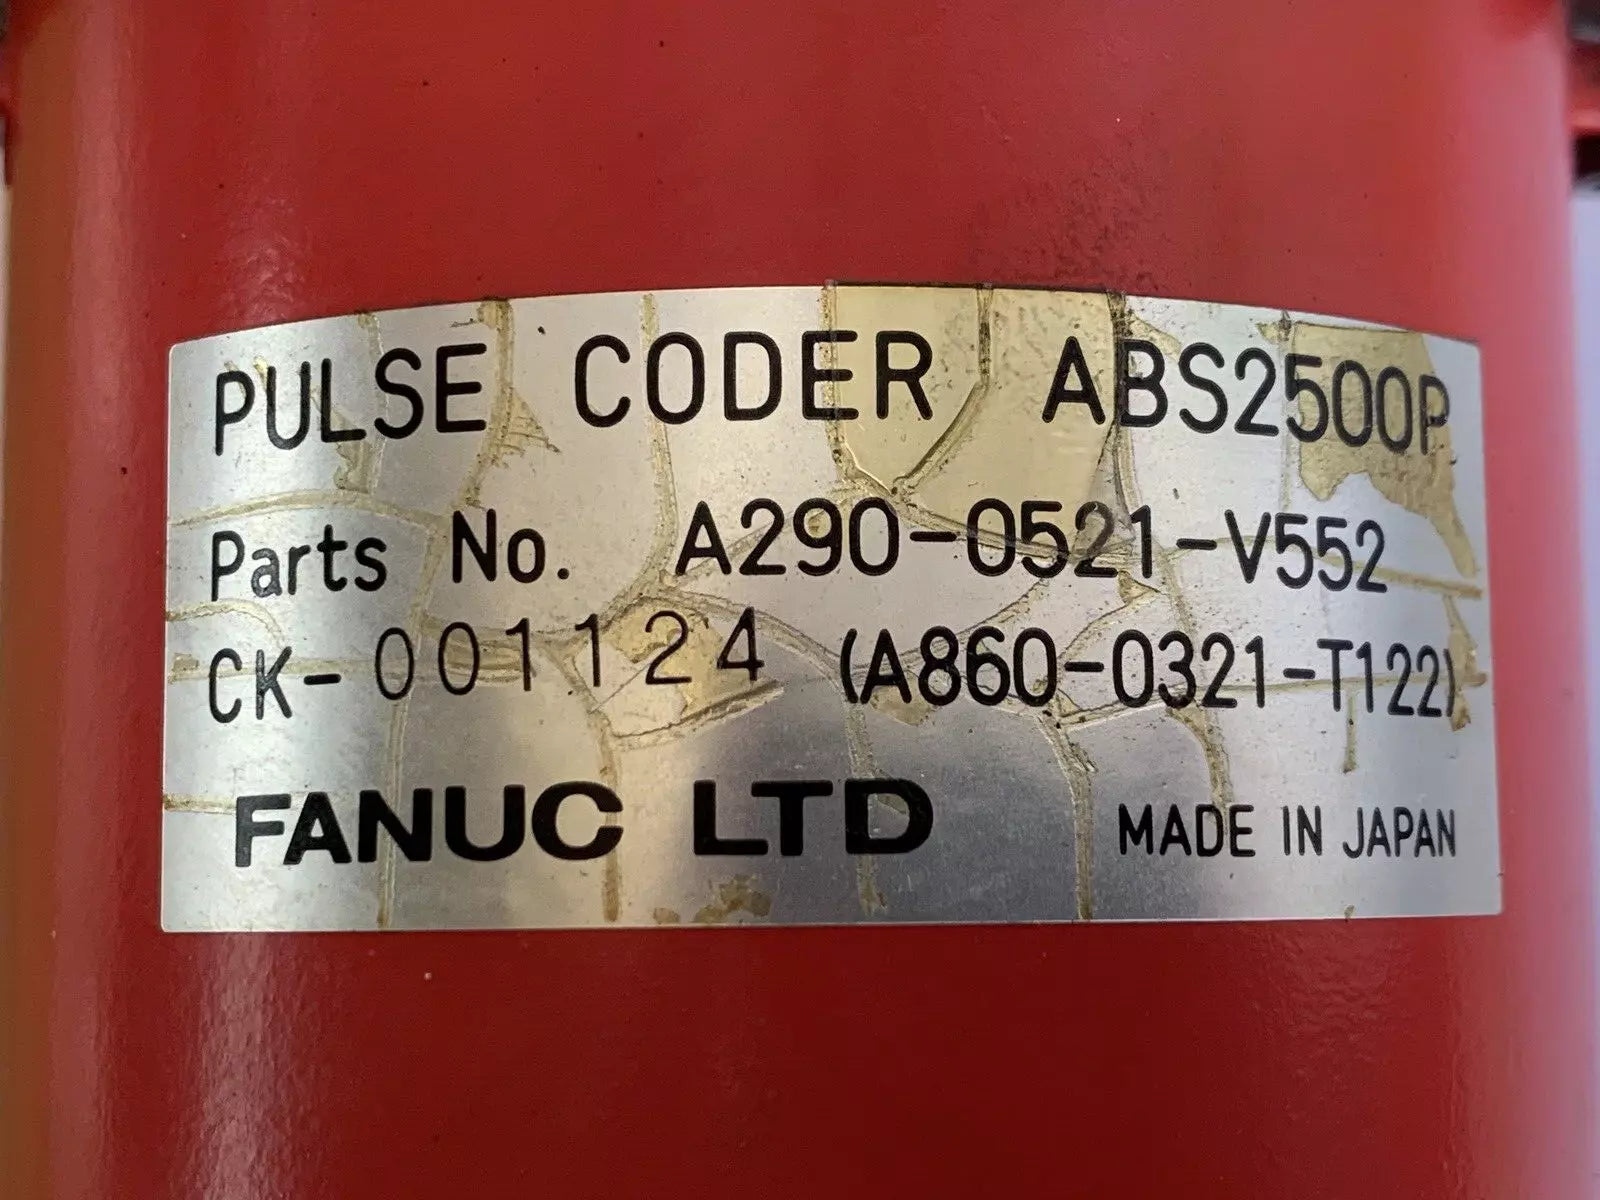 PULSE CODER ABS2500P
Parts No. A290-0521-V552
CK-001124 (A860-0321-T122)
FANUC LTD MADE IN JAPAN